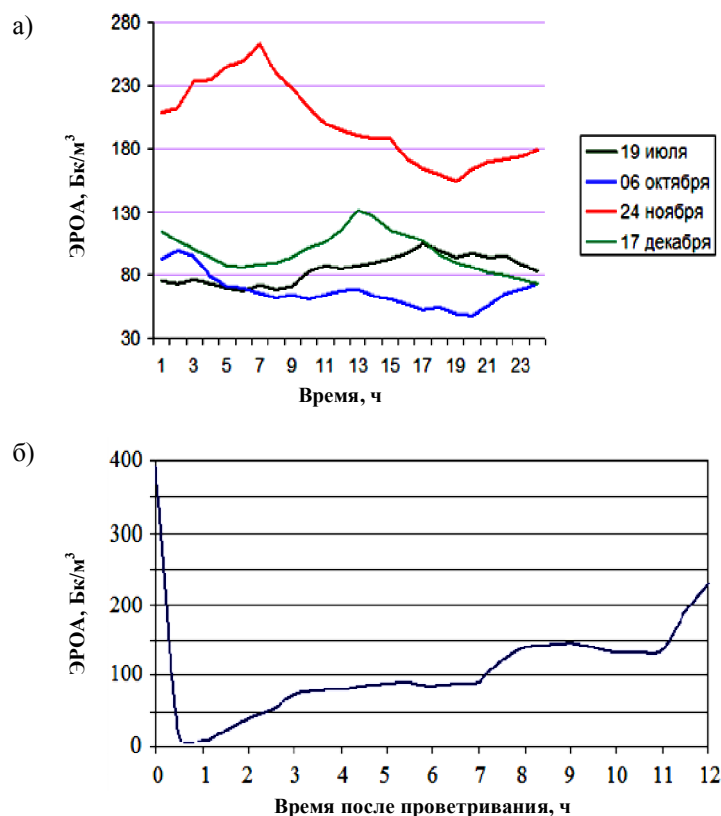 а)
ЭРОА, Бк/м³
280
230
180
130
80
30
1 3 5 7 9 11 13 15 17 19 21 23
Время, ч
19 июля
06 октября
24 ноября
17 декабря
б)
ЭРОА, Бк/м³
400
300
200
100
0
0 1 2 3 4 5 6 7 8 9 10 11 12
Время после проветривания, ч